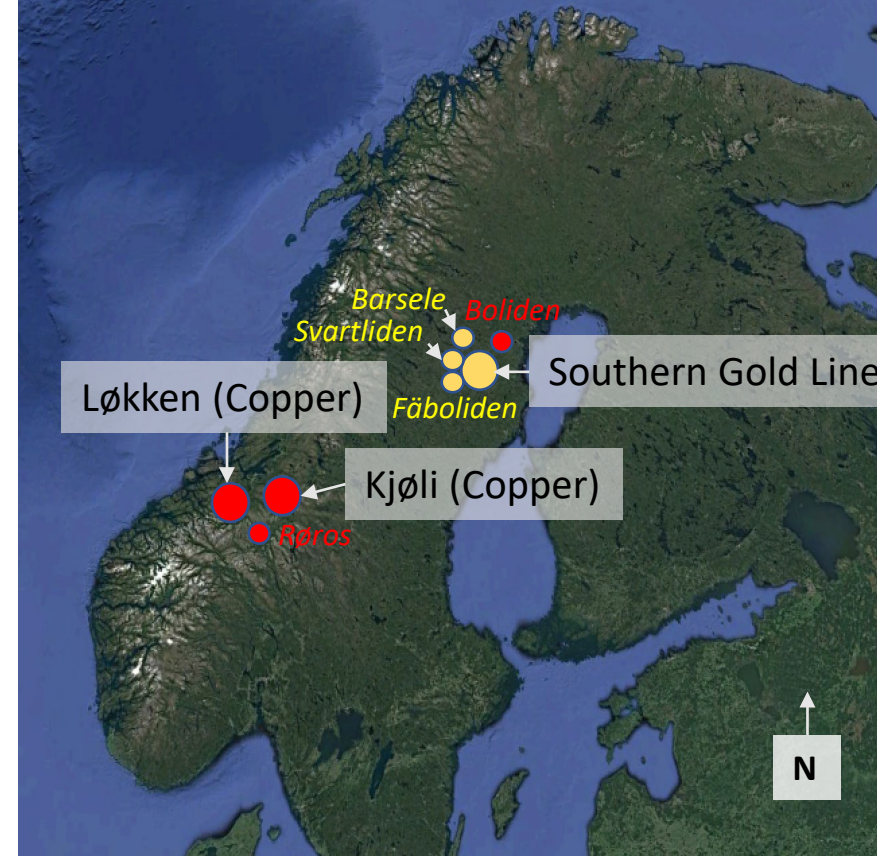 Barsele
Boliden
Svartliden
Southern Gold Line
Løkken (Copper)
Fäboliden
Kjøli (Copper)
Røros
N